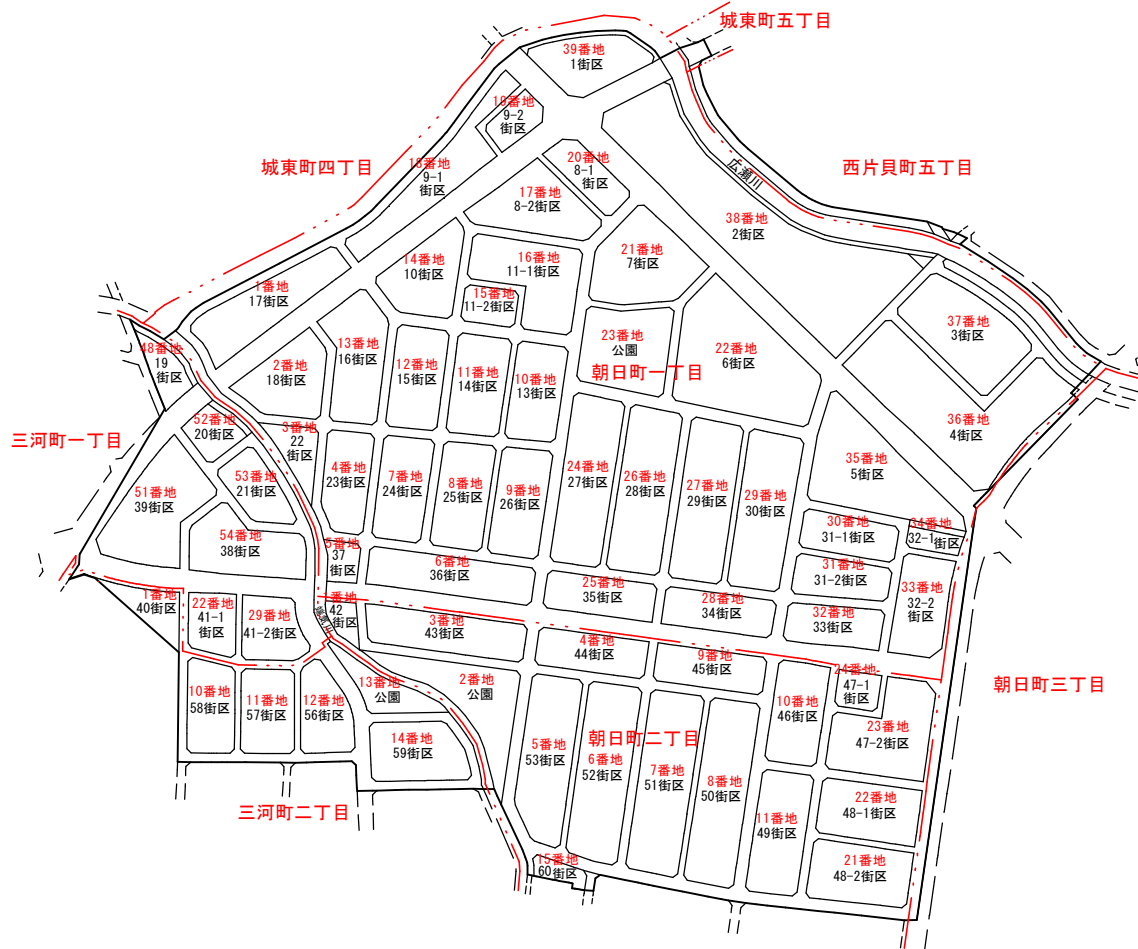 城東町五丁目
39番地
1街区
19番地
9-2
街区
城東町四丁目
18番地
9-1
街区
20番地
8-1
街区
広瀬川
西片貝町五丁目
17番地
8-2街区
38番地
2街区
14番地
10街区
16番地
11-1街区
21番地
7街区
1番地
17街区
15番地
11-2街区
37番地
3街区
48番地
19
街区
13番地
16街区
23番地
公園
22番地
6街区
2番地
18街区
12番地
15街区
11番地
14街区
10番地
13街区
朝日町一丁目
36番地
4街区
三河町一丁目
52番地
20街区
3番地
22
街区
35番地
5街区
51番地
39街区
53番地
21街区
4番地
23街区
7番地
24街区
8番地
25街区
9番地
26街区
24番地
27街区
26番地
28街区
27番地
29街区
29番地
30街区
30番地
31-1街区
34番地
32-1
街区
54番地
38街区
5番地
37
街区
6番地
36街区
31番地
31-2街区
25番地
35街区
28番地
34街区
32番地
33街区
33番地
32-2
街区
1番地
40街区
22番地
41-1
街区
29番地
41-2街区
端気川
1番地
42
街区
3番地
43街区
4番地
44街区
9番地
45街区
10番地
46街区
24番地
47-1
街区
朝日町三丁目
10番地
58街区
11番地
57街区
12番地
56街区
13番地
公園
2番地
公園
14番地
59街区
23番地
47-2街区
朝日町二丁目
5番地
53街区
6番地
52街区
7番地
51街区
8番地
50街区
三河町二丁目
11番地
49街区
22番地
48-1街区
15番地
60街区
21番地
48-2街区